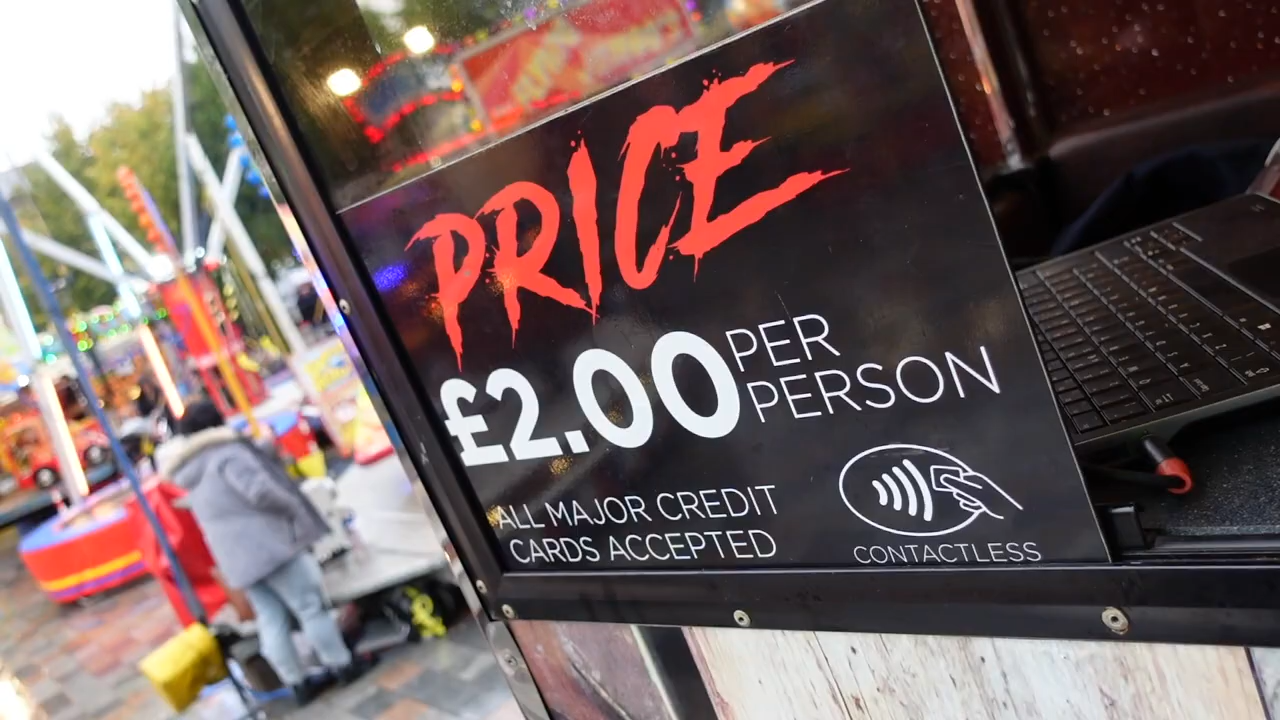 PRICE
£2.00 PER
PERSON
ALL MAJOR CREDIT
CARDS ACCEPTED
CONTACTLESS